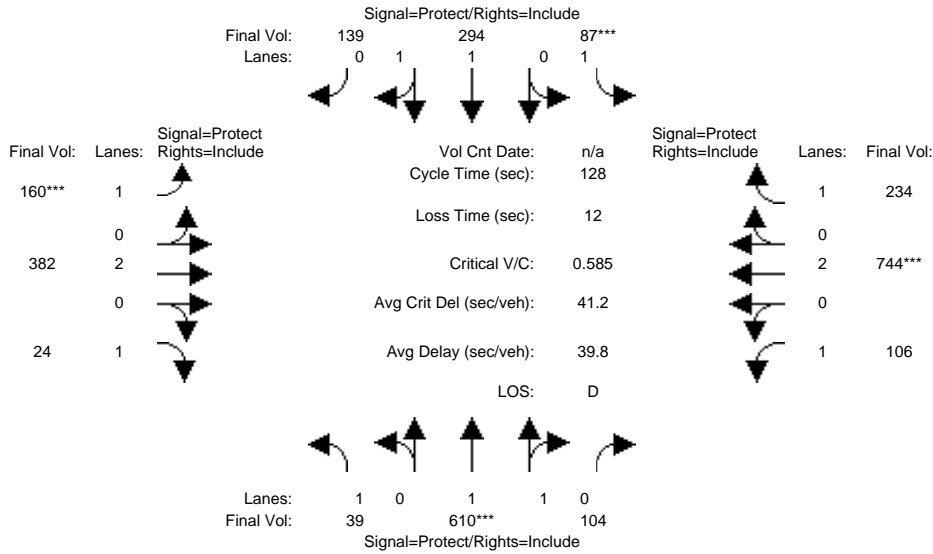 Signal=Protect/Rights=Include
Final Vol: 139 294 87***
Lanes: 0 1 1 0 1
Signal=Protect
Final Vol: Lanes: Rights=Include
Vol Cnt Date: n/a
Signal=Protect
Rights=Include Lanes: Final Vol:
Cycle Time (sec): 128
160*** 1
1 234
Loss Time (sec): 12
0
0
382 2
Critical V/C: 0.585
2 744***
0
Avg Crit Del (sec/veh): 41.2
0
24 1
Avg Delay (sec/veh): 39.8
1 106
LOS: D
Lanes: 1 0 1 1 0
Final Vol: 39 610*** 104
Signal=Protect/Rights=Include